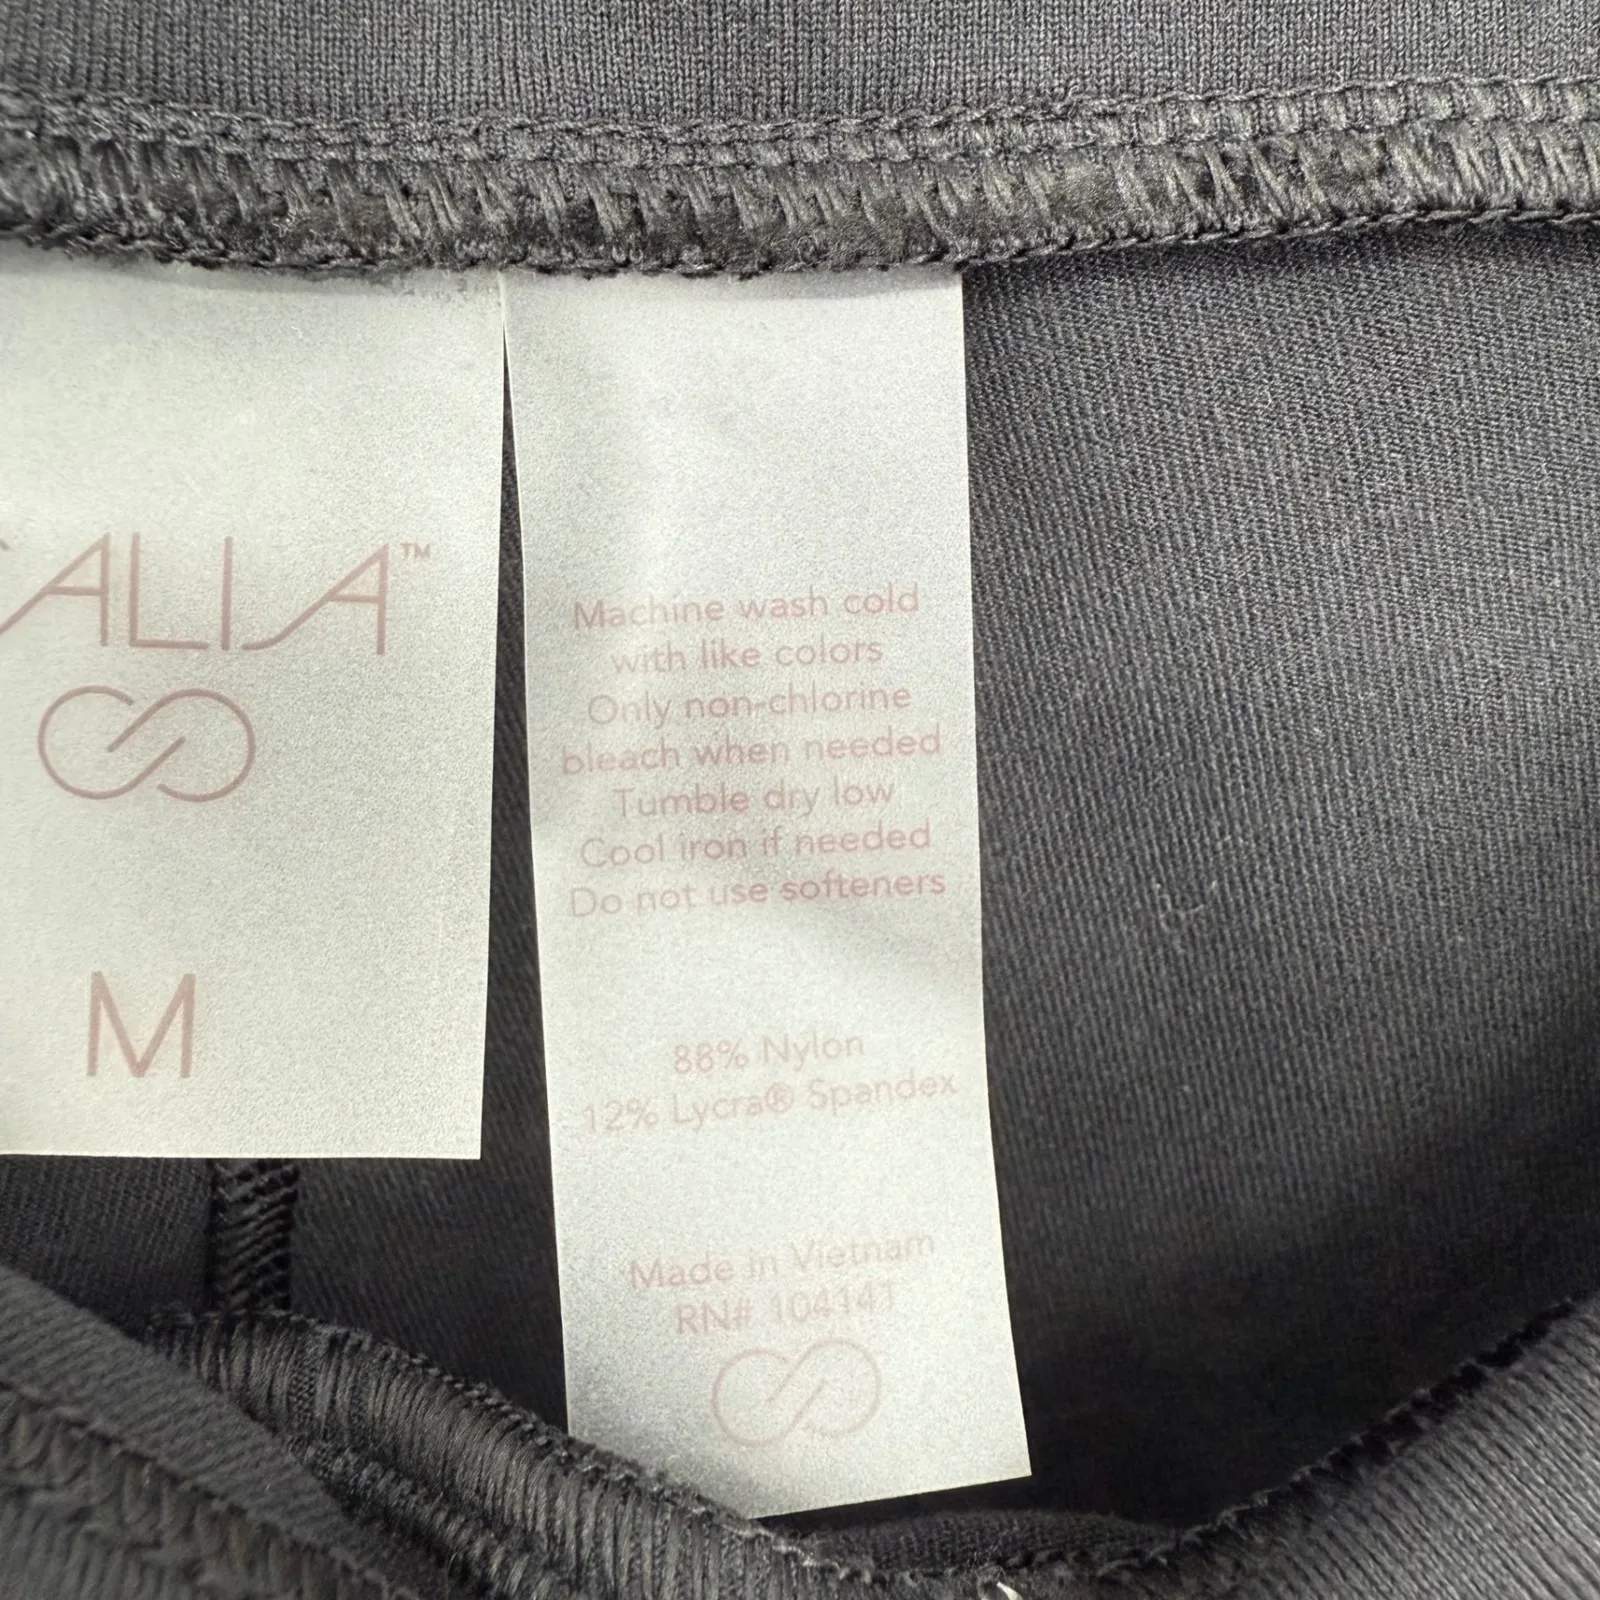 CALIA™
M
Machine wash cold
with like colors
Only non-chlorine
bleach when needed
Tumble dry low
Cool iron if needed
Do not use softeners
88% Nylon
12% Lycra® Spandex
Made in Vietnam
RN# 104141